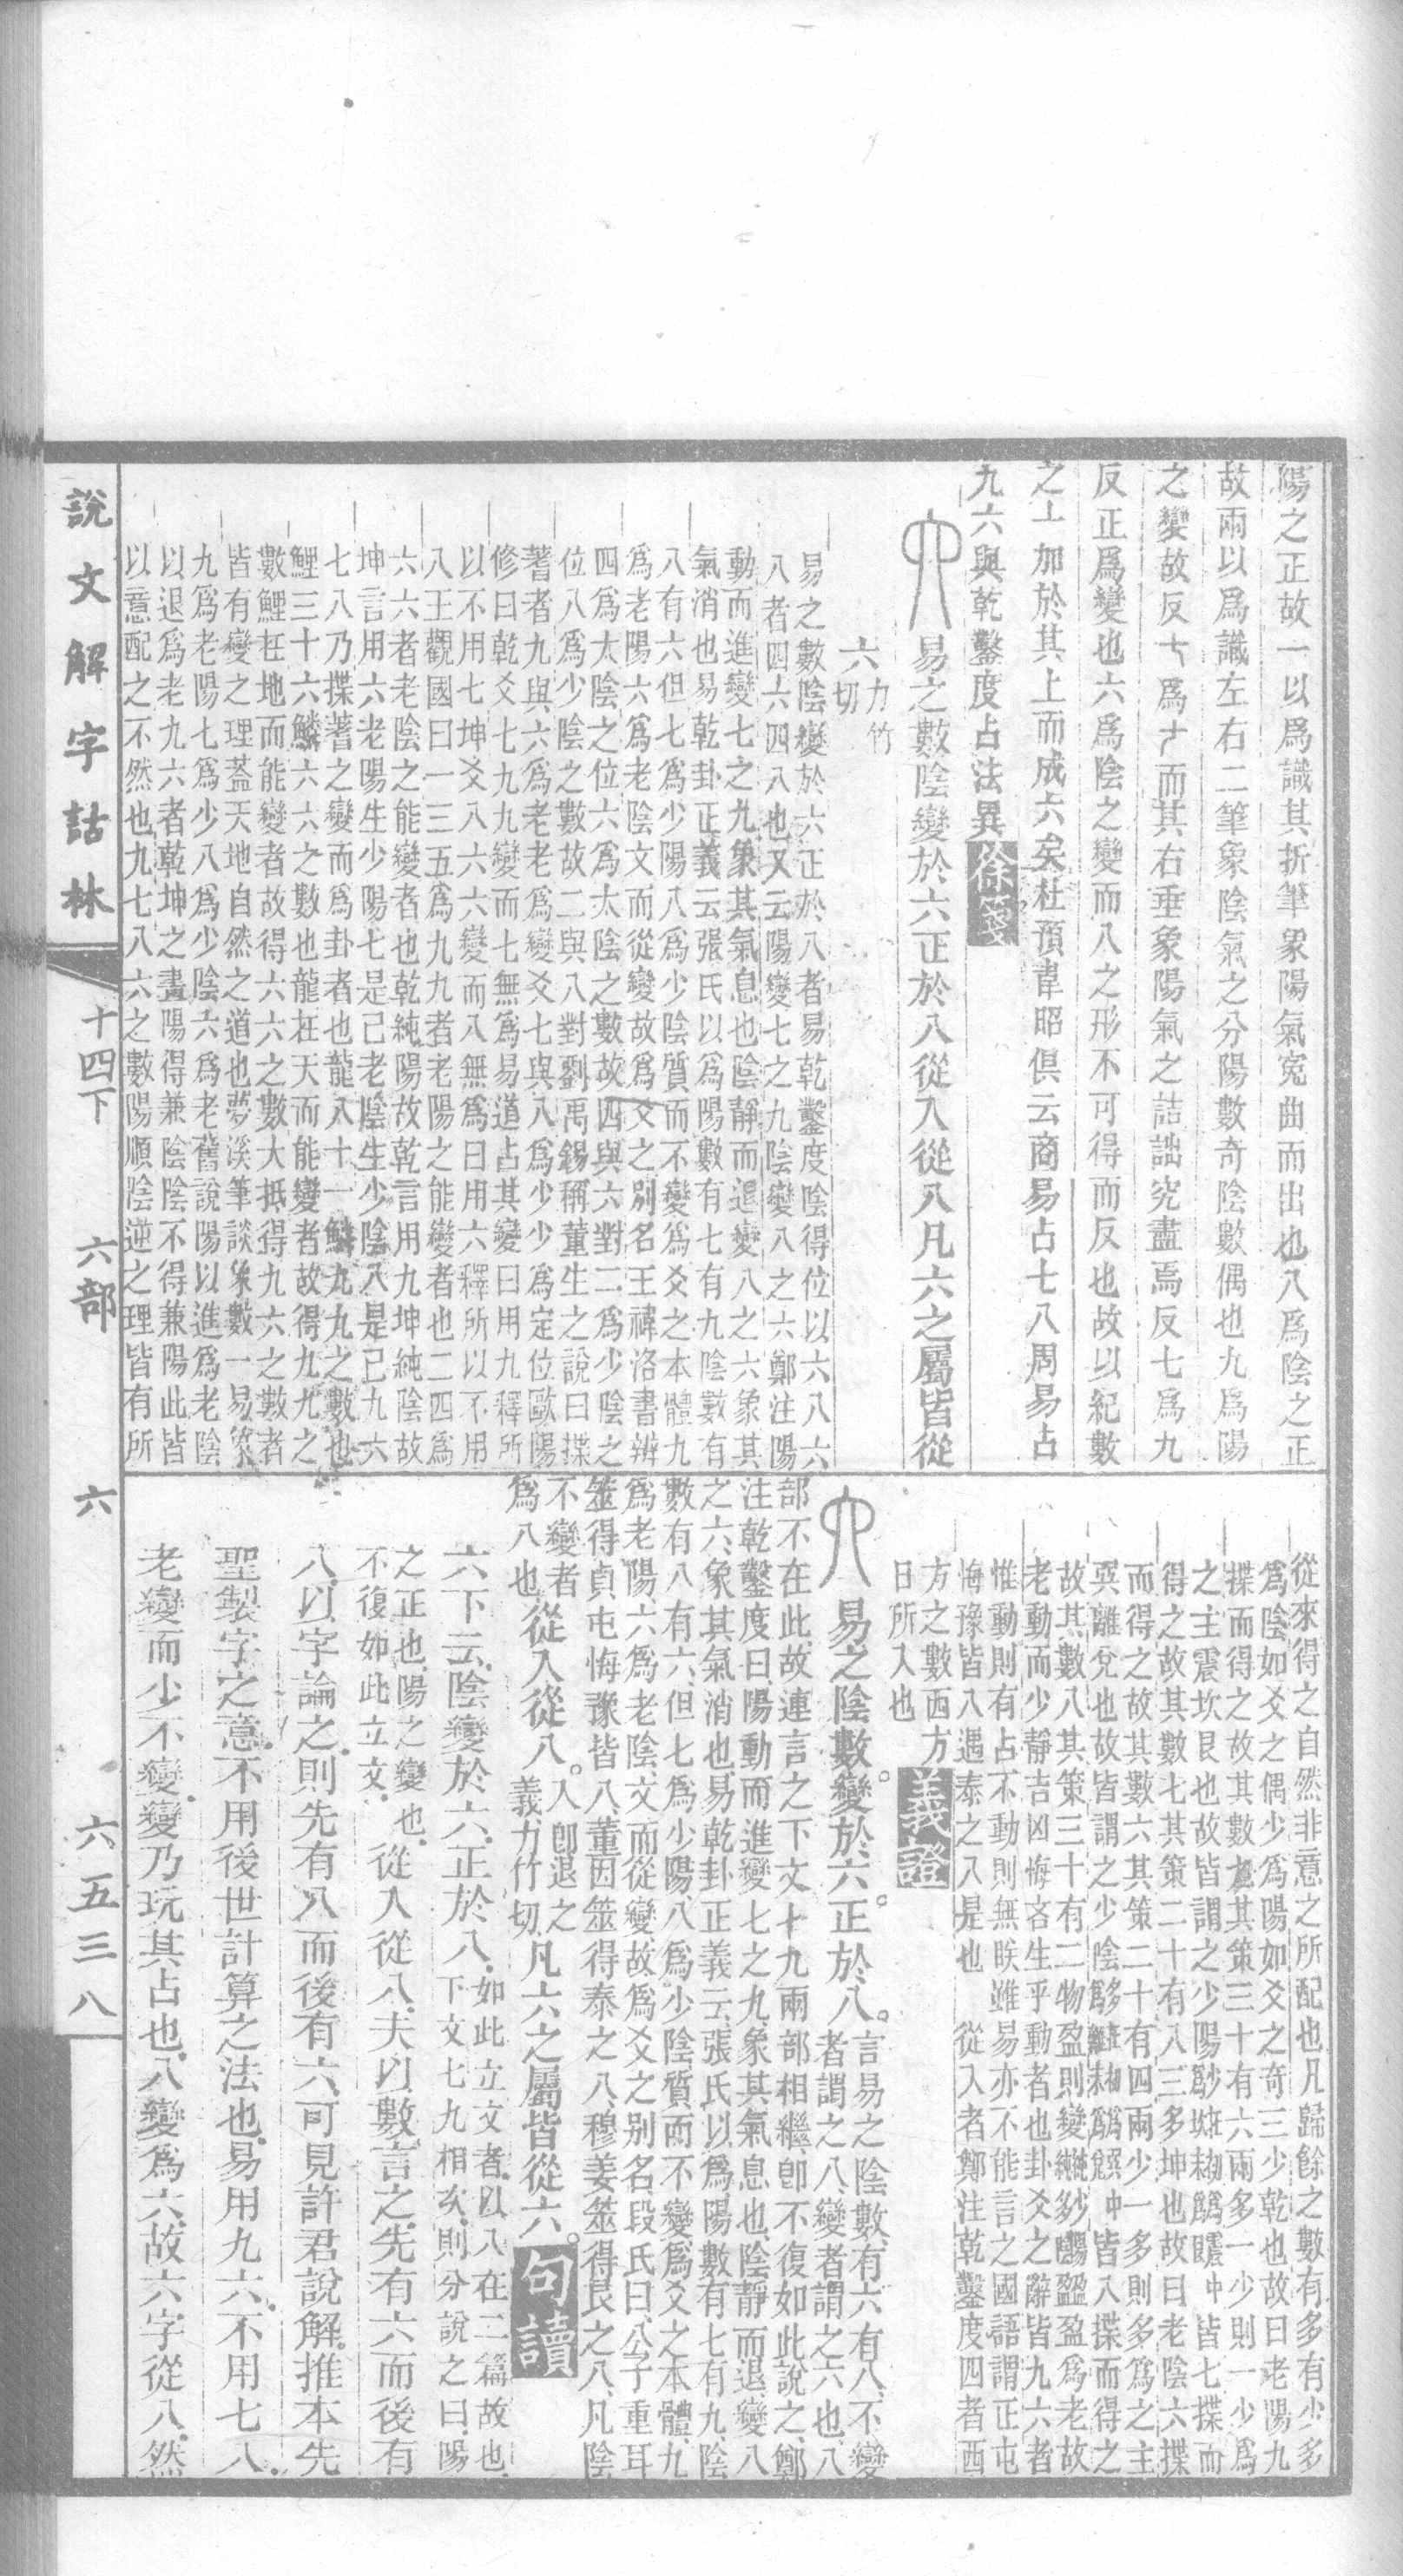 陽之正故一以爲識其折筆象陽氣寃曲而出也八爲陰之正
故兩以爲識左右二筆象陰氣之分陽數奇陰數偶也九爲陽
之變故反𠂇爲ナ而其右垂象陽氣之詰詘究盡焉反七爲九
反正爲變也六爲陰之變而八之形不可得而反也故以紀數
之㆒加於其上而成六矣杜預韋昭俱云商易占七八周易占
九六與乾鑿度占法異徐箋
易之數陰變於六正於八從入從八凡六之屬皆從
六力竹切
易之數陰變於六正於八者易乾鑿度陰得位以六八六
八者四六四八也又云陽變七之九陰變八之六鄭注陽
動而進變七之九象其氣息也陰靜而退變八之六象其
氣消也易乾卦正義云張氏以爲陽數有七有九陰數有
八有六但七爲少陽八爲少陰質而不變爲爻之本體九
爲老陽六爲老陰文而從變故爲爻之別名王禕洛書辨
四爲太陰之位六爲太陰之數故四與六對二爲少陰之
位八爲少陰之數故二與八對劉禹錫稱董生之說曰揲
蓍者九與六爲老老爲變爻七與八爲少少爲定位歐陽
修曰乾爻七九九變而七無爲易道占其變曰用九釋所
以不用七坤爻八六六變而八無爲曰用六釋所以不用
八王觀國曰一三五爲九九者老陽之能變者也二四爲
六六者老陰之能變者也乾純陽故乾言用九坤純陰故
坤言用六老陽生少陽七是已老陰生少陰八是已九六
七八乃揲蓍之變而爲卦者也龍八十一鱗九九之數也
鯉三十六鱗六六之數也龍在天而能變者故得九九之
數鯉在地而能變者故得六六之數大抵得九六之數者
皆有變之理蓋天地自然之道也夢溪筆談象數一易筮
九爲老陽七爲少八爲少陰六爲老舊說陽以進爲老陰
以退爲老九六者乾坤之畫陽得兼陰陰不得兼陽此皆
以意配之不然也九七八六之數陽順陰逆之理皆有所
從來得之自然非意之所配也凡歸餘之數有多有少多
爲陰如爻之偶少爲陽如爻之奇三少乾也故曰老陽九
揲而得之故其數九其策三十有六兩多一少則一少爲
之主震坎艮也故皆謂之少陽皆七揲而
得之故其數七其策二十有八三多坤也故曰老陰六揲
而得之故其數六其策二十有四兩少一多則多爲之主
巽離兌也故皆謂之少陰皆八揲而得之
故其數八其策三十有二物盈則變盈爲老故
老動而少靜吉凶悔吝生乎動者也卦爻之辭皆九六者
惟動則有占不動則無眹雖易亦不能言之國語謂正屯
悔豫皆八遇泰之八是也 從入者鄭注乾鑿度四者西
方之數西方
日所入也義證
易之陰數。變於六。正於八。言易之陰數、有六有八、不變者謂之八、變者謂之六也、八
部不在此、故連言之、下文十九兩部相繼、卽不復如此說之、鄭
注乾鑿度曰、陽動而進、變七之九、象其氣息也、陰靜而退、變八
之六、象其氣消也、易乾卦正義云、張氏以爲、陽數有七有九、陰
數有八有六、但七爲少陽、八爲少陰、質而不變、爲爻之本體、九
爲老陽、六爲老陰、文而從變、故爲爻之別名、段氏曰、公子重耳
筮得貞屯悔豫皆八、董因筮得泰之八、穆姜筮得艮之八、凡陰
不變者
爲八也從入從八。入卽退之義、力竹切、凡六之屬皆從六。句讀
六下云、陰變於六、正於八、如此立文者、以八在二篇故也、下文七九相次、則分說之曰、陽
之正也、陽之變也、不復如此立文、從入從八、夫以數言之、先有六而後有
八、以字論之、則先有八而後有六、可見許君說解、推本先
聖製字之意、不用後世計算之法也、易用九六、不用七八、
老變而少不變、變乃玩其占也、八變爲六、故六字從八、然
說文解字詁林 十四下 六部 六 六五三八